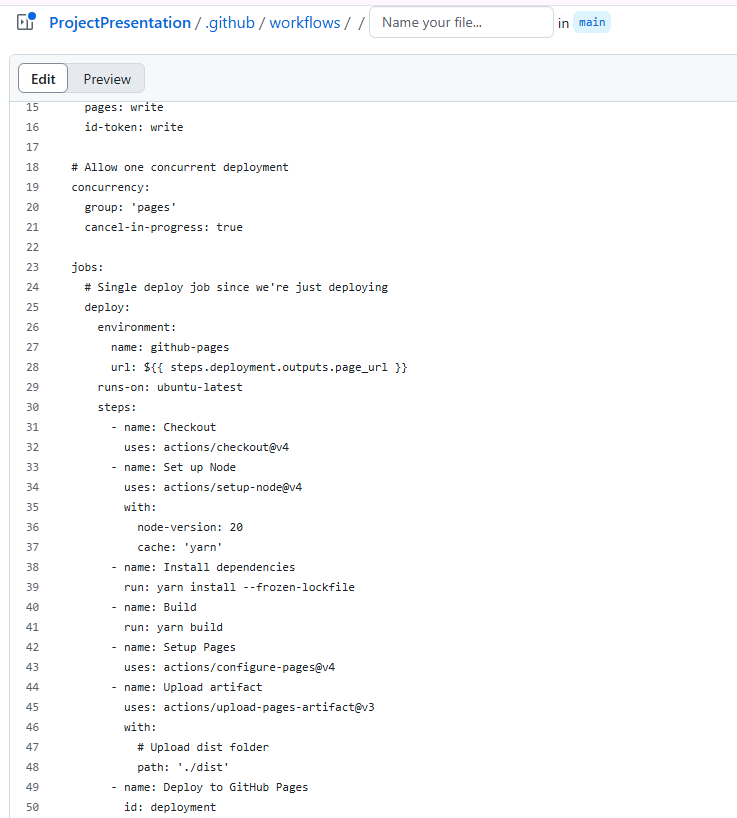 ProjectPresentation / .github / workflows / / Name your file... in main
Edit Preview
15 pages: write
16 id-token: write
17
18 # Allow one concurrent deployment
19 concurrency:
20 group: 'pages'
21 cancel-in-progress: true
22
23 jobs:
24 # Single deploy job since we're just deploying
25 deploy:
26 environment:
27 name: github-pages
28 url: ${{ steps.deployment.outputs.page_url }}
29 runs-on: ubuntu-latest
30 steps:
31 - name: Checkout
32 uses: actions/checkout@v4
33 - name: Set up Node
34 uses: actions/setup-node@v4
35 with:
36 node-version: 20
37 cache: 'yarn'
38 - name: Install dependencies
39 run: yarn install --frozen-lockfile
40 - name: Build
41 run: yarn build
42 - name: Setup Pages
43 uses: actions/configure-pages@v4
44 - name: Upload artifact
45 uses: actions/upload-pages-artifact@v3
46 with:
47 # Upload dist folder
48 path: './dist'
49 - name: Deploy to GitHub Pages
50 id: deployment